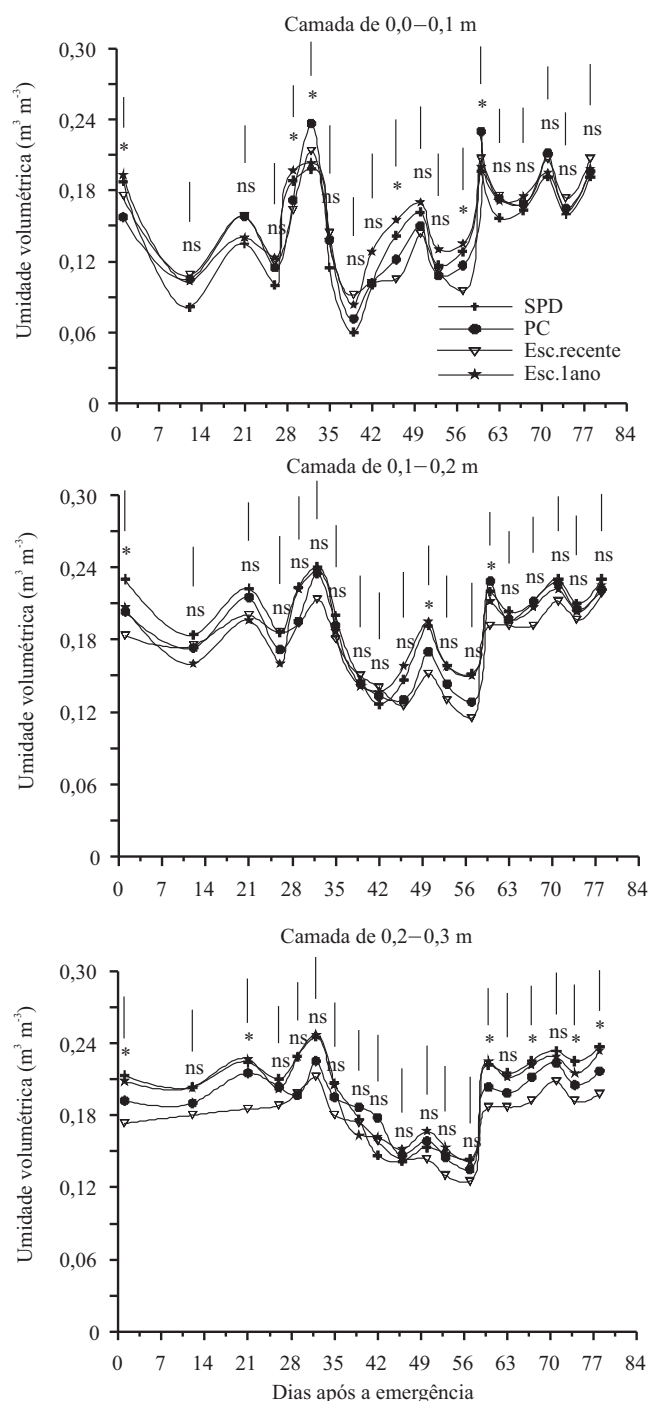 Camada de 0,0–0,1 m
Umidade volumétrica (m³ m⁻³)
0,30
0,24
0,18
0,12
0,06
0
* ns ns ns * * ns ns ns * ns ns * * ns ns ns ns ns
SPD
PC
Esc.recente
Esc.1ano
0 7 14 21 28 35 42 49 56 63 70 77 84
Camada de 0,1–0,2 m
Umidade volumétrica (m³ m⁻³)
0,30
0,24
0,18
0,12
0,06
0
* ns ns ns ns ns ns ns ns ns * ns ns * ns ns ns ns ns
0 7 14 21 28 35 42 49 56 63 70 77 84
Camada de 0,2–0,3 m
Umidade volumétrica (m³ m⁻³)
0,30
0,24
0,18
0,12
0,06
0
* ns * ns ns ns ns ns ns ns ns ns ns * ns * ns * *
0 7 14 21 28 35 42 49 56 63 70 77 84
Dias após a emergência